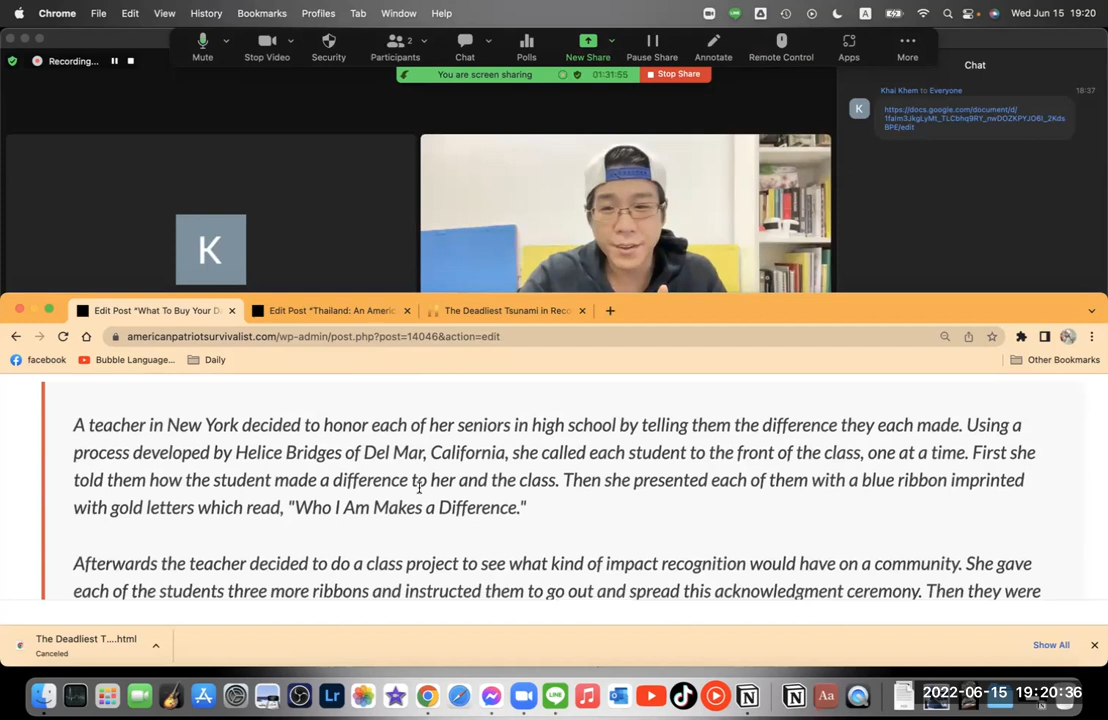 Chrome File Edit View History Bookmarks Profiles Tab Window Help A Wed Jun 15 19:20
Recording...
Mute Stop Video Security Participants 2 Chat Polls New Share Pause Share Annotate Remote Control Apps More
You are screen sharing 01:31:55 Stop Share
Chat
Khai Khem to Everyone 18:37
K
https://docs.google.com/document/d/
BPE/edit
K
Edit Post "What To Buy Your D
Edit Post "Thailand: An Americ
The Deadliest Tsunami in Reco
americanpatriotsurvivalist.com/wp-admin/post.php?post=14046&action=edit
facebook Bubble Language... Daily Other Bookmarks
A teacher in New York decided to honor each of her seniors in high school by telling them the difference they each made. Using a
process developed by Helice Bridges of Del Mar, California, she called each student to the front of the class, one at a time. First she
told them how the student made a difference to her and the class. Then she presented each of them with a blue ribbon imprinted
with gold letters which read, "Who I Am Makes a Difference."
Afterwards the teacher decided to do a class project to see what kind of impact recognition would have on a community. She gave
each of the students three more ribbons and instructed them to go out and spread this acknowledgment ceremony. Then they were
The Deadliest T....html
Canceled
Show All
2022-06-15 19:20:36